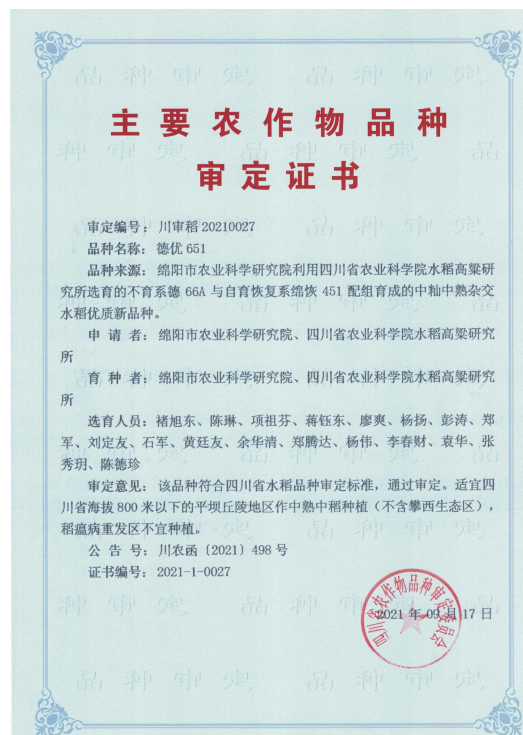 主要农作物品种
审定证书
审定编号：川审稻20210027
品种名称：德优651
品种来源：绵阳市农业科学研究院利用四川省农业科学院水稻高粱研
究所选育的不育系德66A与自育恢复系绵恢451配组育成的中籼中熟杂交
水稻优质新品种。
申请者：绵阳市农业科学研究院、四川省农业科学院水稻高粱研究
所
育种者：绵阳市农业科学研究院、四川省农业科学院水稻高粱研究
所
选育人员：褚旭东、陈琳、项祖芬、蒋钰东、廖爽、杨扬、彭涛、郑
军、刘定友、石军、黄廷友、余华清、郑腾达、杨伟、李春财、袁华、张
秀玥、陈德珍
审定意见：该品种符合四川省水稻品种审定标准，通过审定。适宜四
川省海拔800米以下的平坝丘陵地区作中熟中稻种植（不含攀西生态区），
稻瘟病重发区不宜种植。
公告号：川农函〔2021〕498号
证书编号：2021-1-0027
四川省农作物品种审定委员会
2021年09月17日